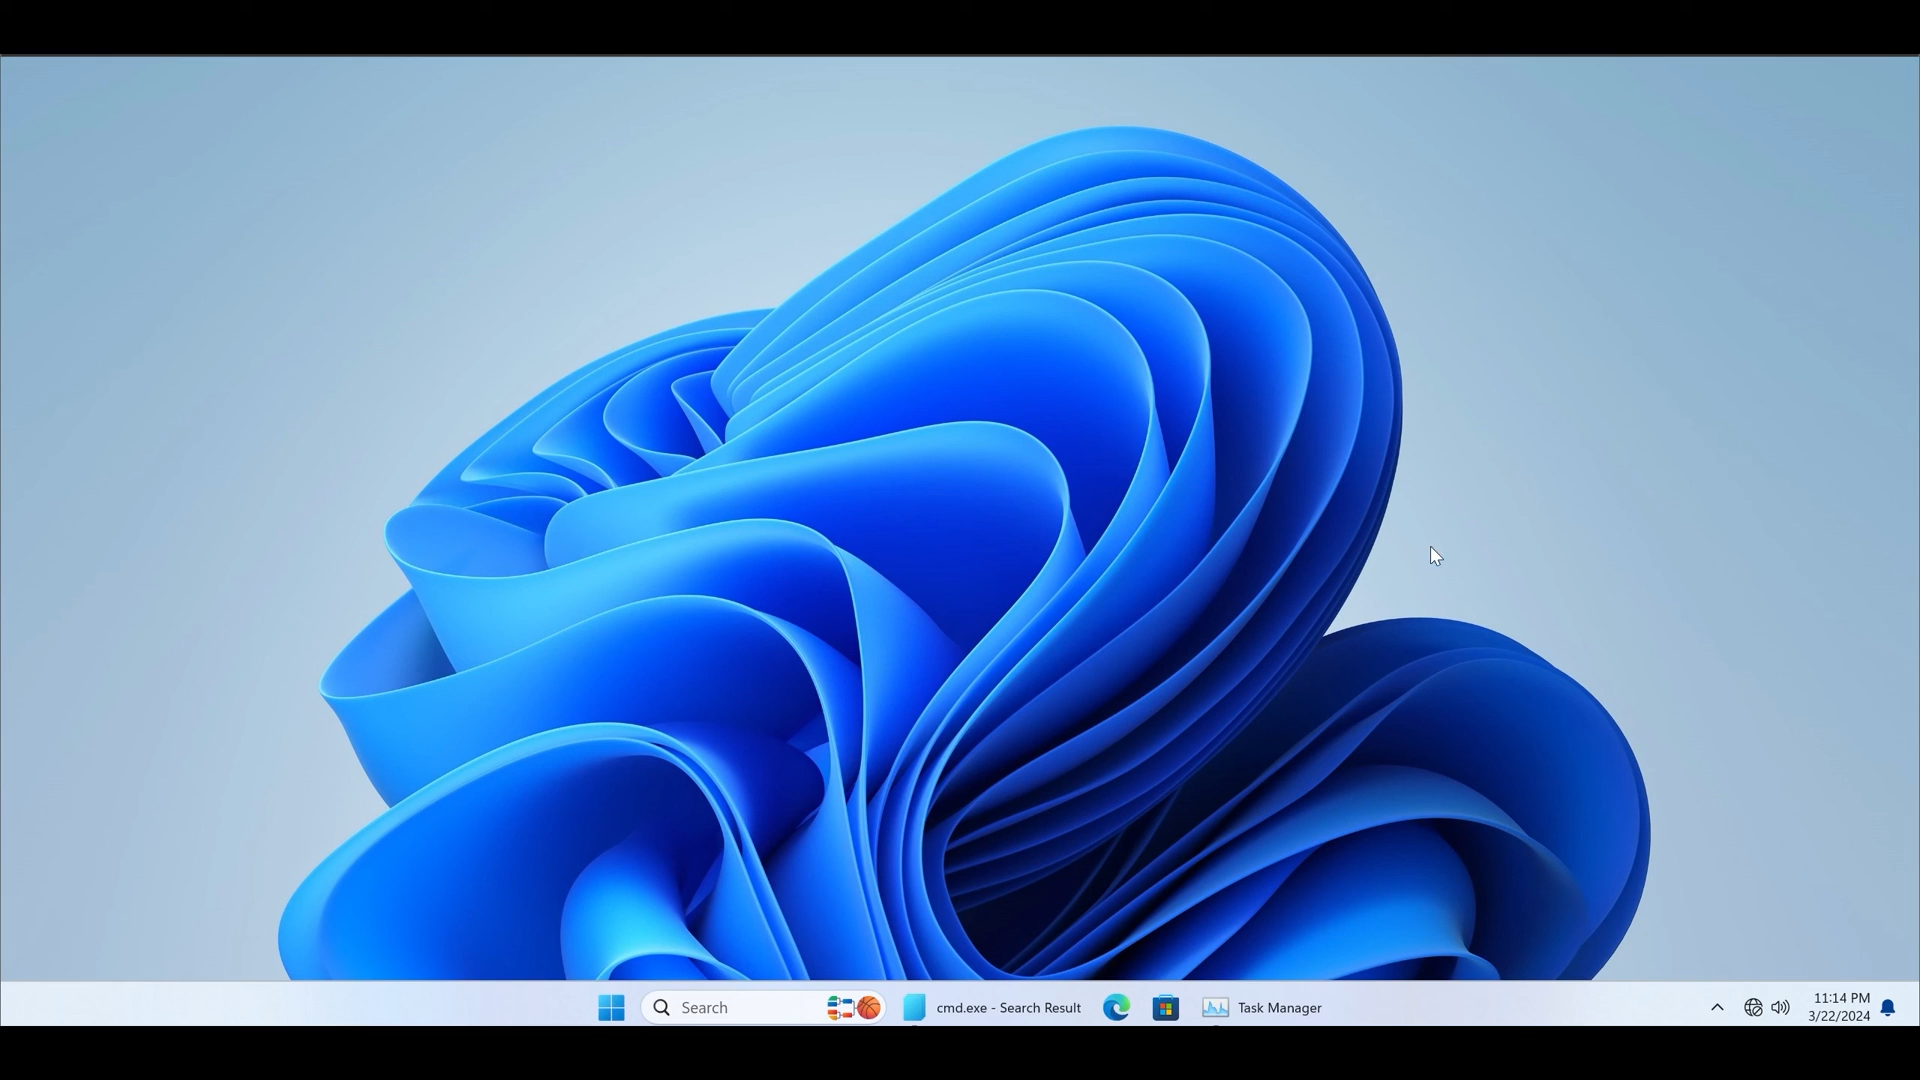 Search
cmd.exe - Search Result
Task Manager
11:14 PM
3/22/2024